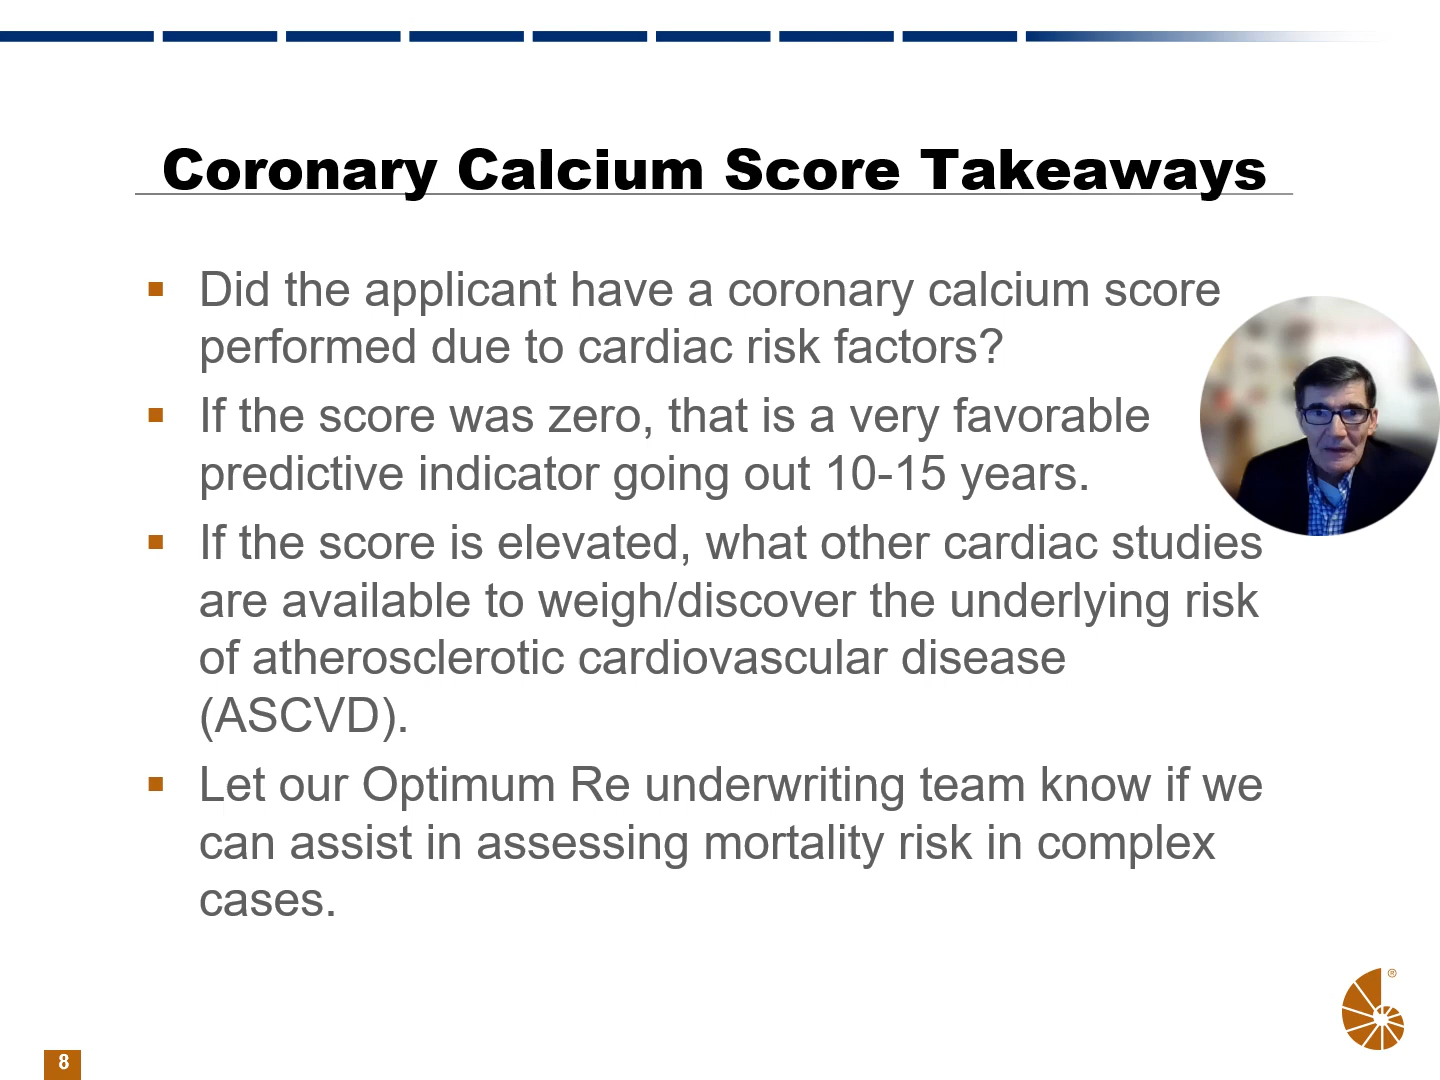 Coronary Calcium Score Takeaways
Did the applicant have a coronary calcium score
performed due to cardiac risk factors?
If the score was zero, that is a very favorable
predictive indicator going out 10-15 years.
If the score is elevated, what other cardiac studies
are available to weigh/discover the underlying risk
of atherosclerotic cardiovascular disease
(ASCVD).
Let our Optimum Re underwriting team know if we
can assist in assessing mortality risk in complex
cases.
®
8